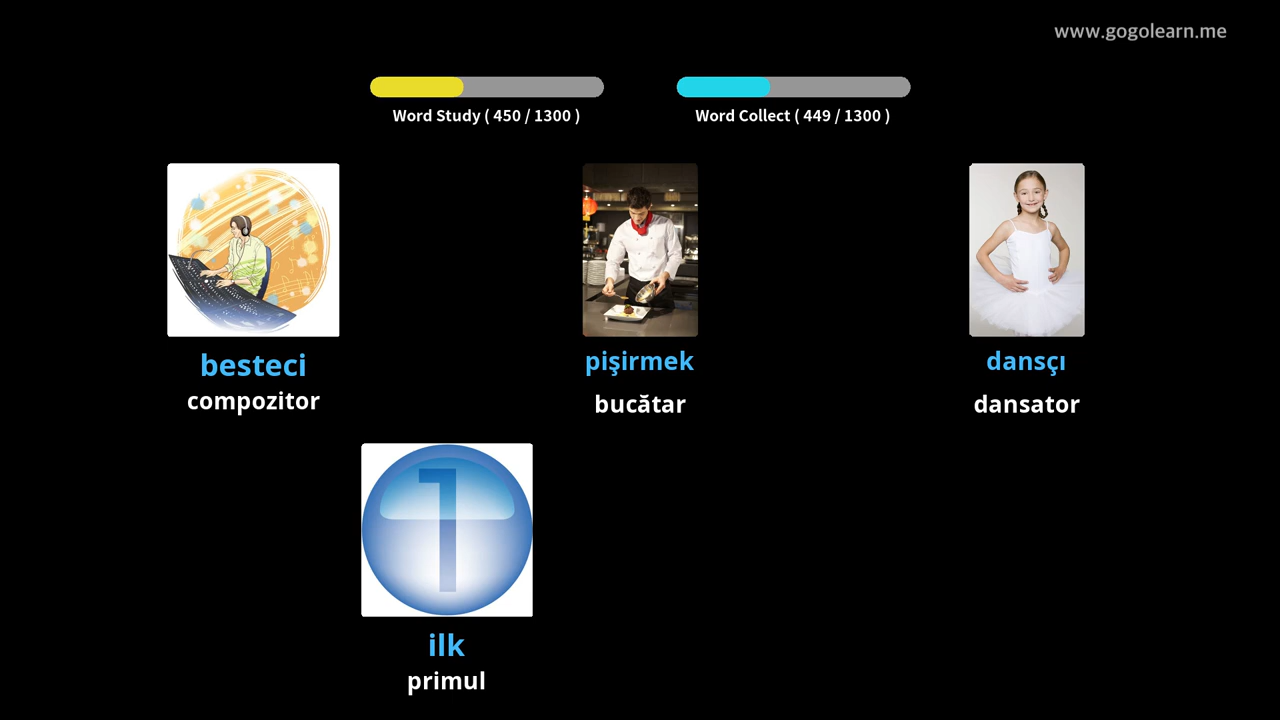 www.gogolearn.me
Word Study ( 450 / 1300 )
Word Collect ( 449 / 1300 )
besteci
compozitor
pişirmek
bucătar
dansçı
dansator
1
ilk
primul